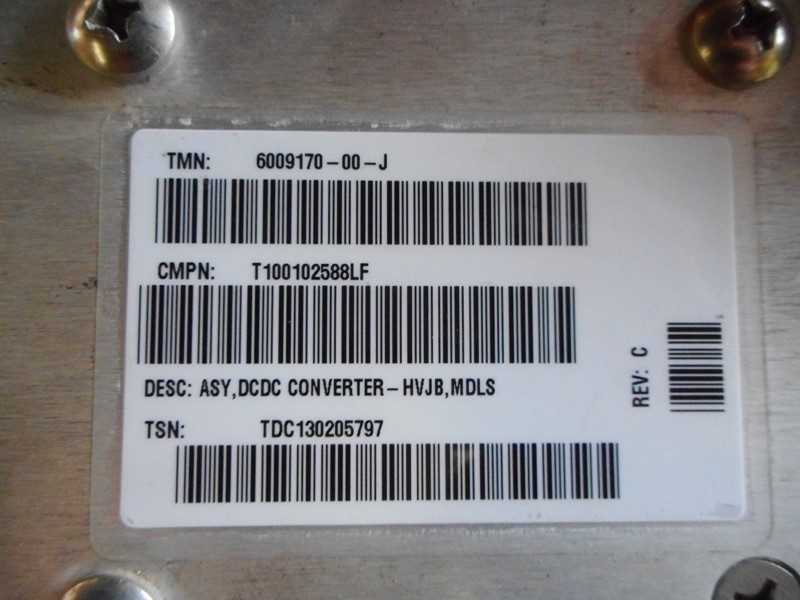 TMN: 6009170-00-J
CMPN: T100102588LF
DESC: ASY,DCDC CONVERTER-HVJB,MDLS
REV: C
TSN: TDC130205797